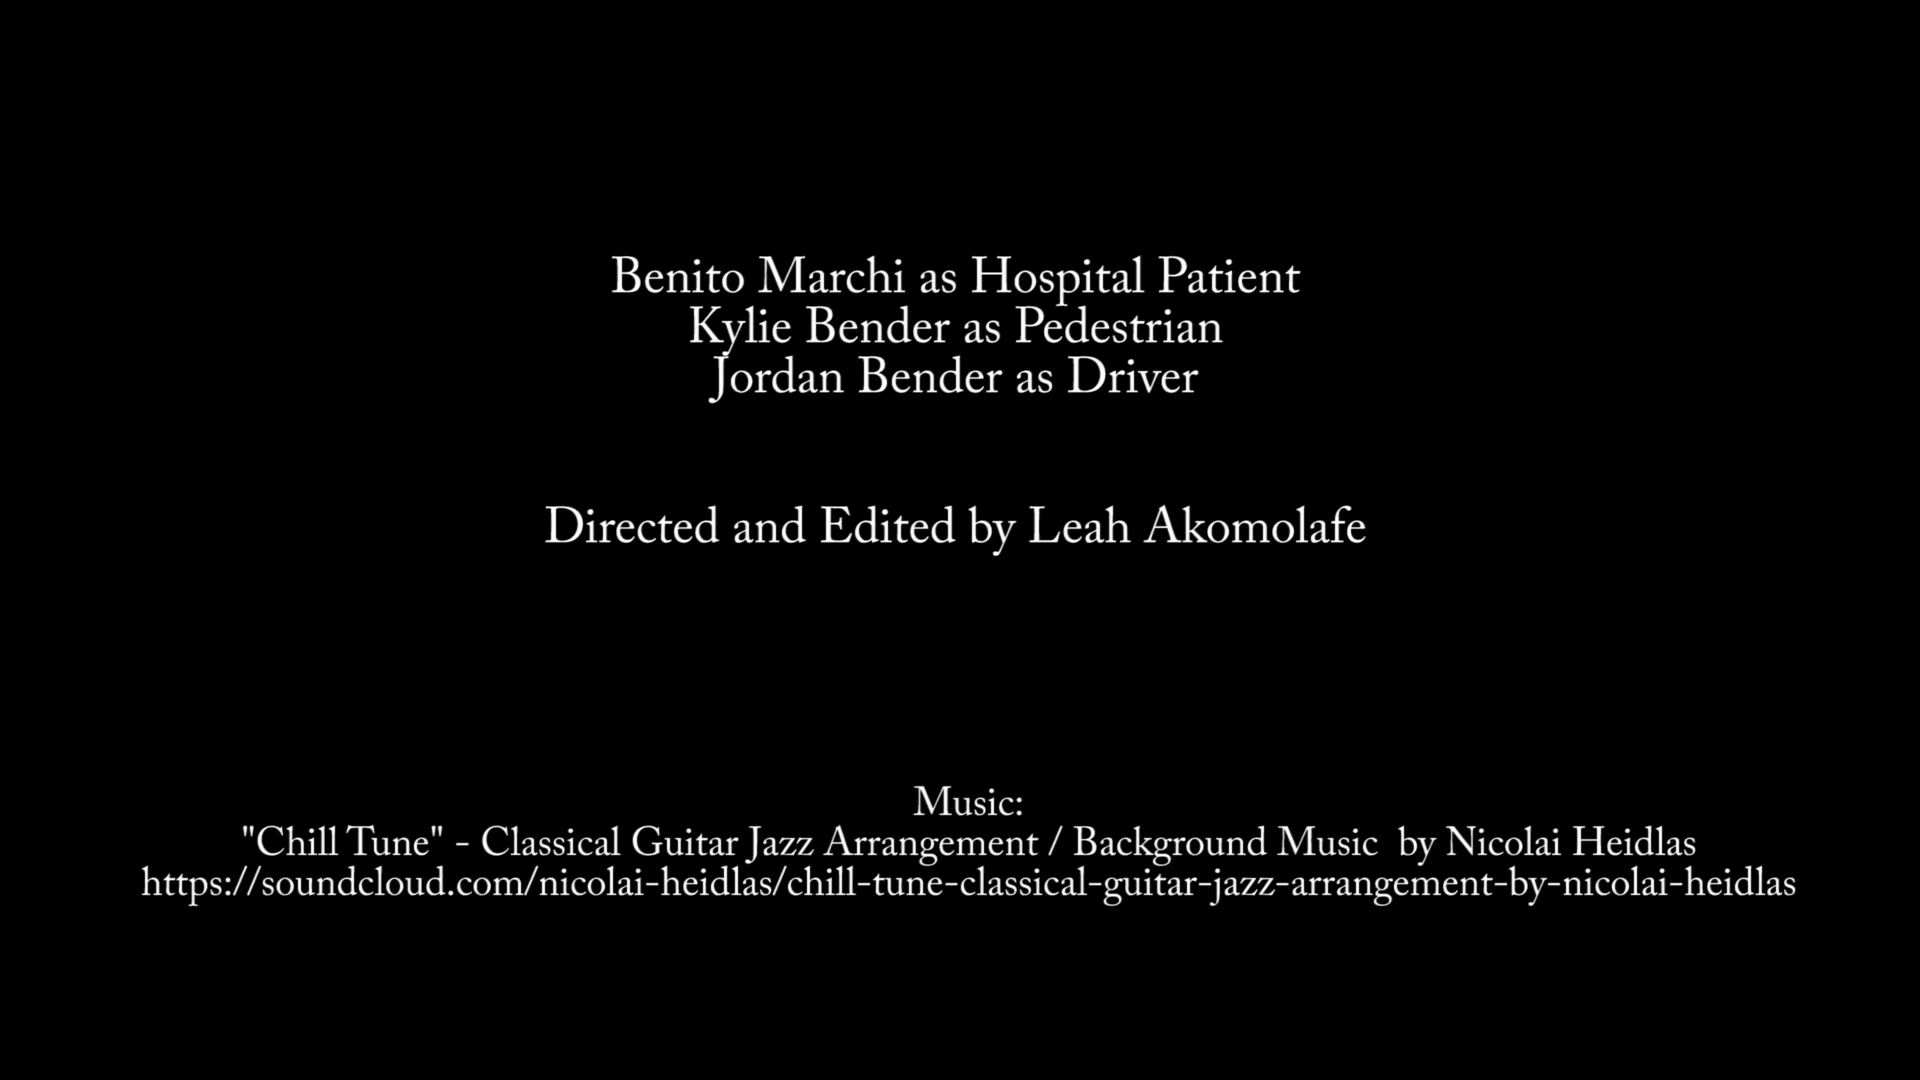 Benito Marchi as Hospital Patient
Kylie Bender as Pedestrian
Jordan Bender as Driver
Directed and Edited by Leah Akomolafe
Music:
"Chill Tune" - Classical Guitar Jazz Arrangement / Background Music  by Nicolai Heidlas
https://soundcloud.com/nicolai-heidlas/chill-tune-classical-guitar-jazz-arrangement-by-nicolai-heidlas